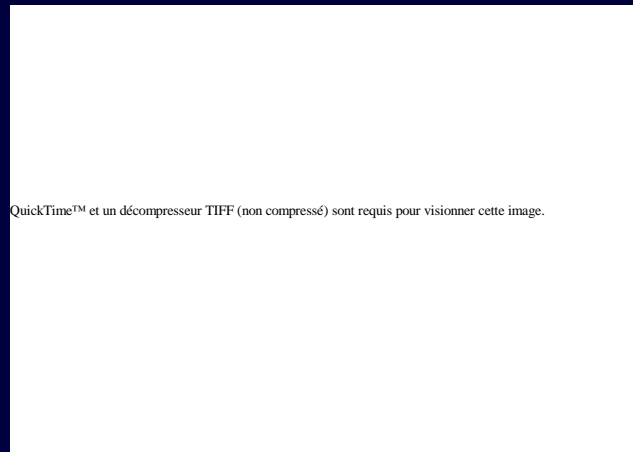 QuickTime™ et un décompresseur TIFF (non compressé) sont requis pour visionner cette image.